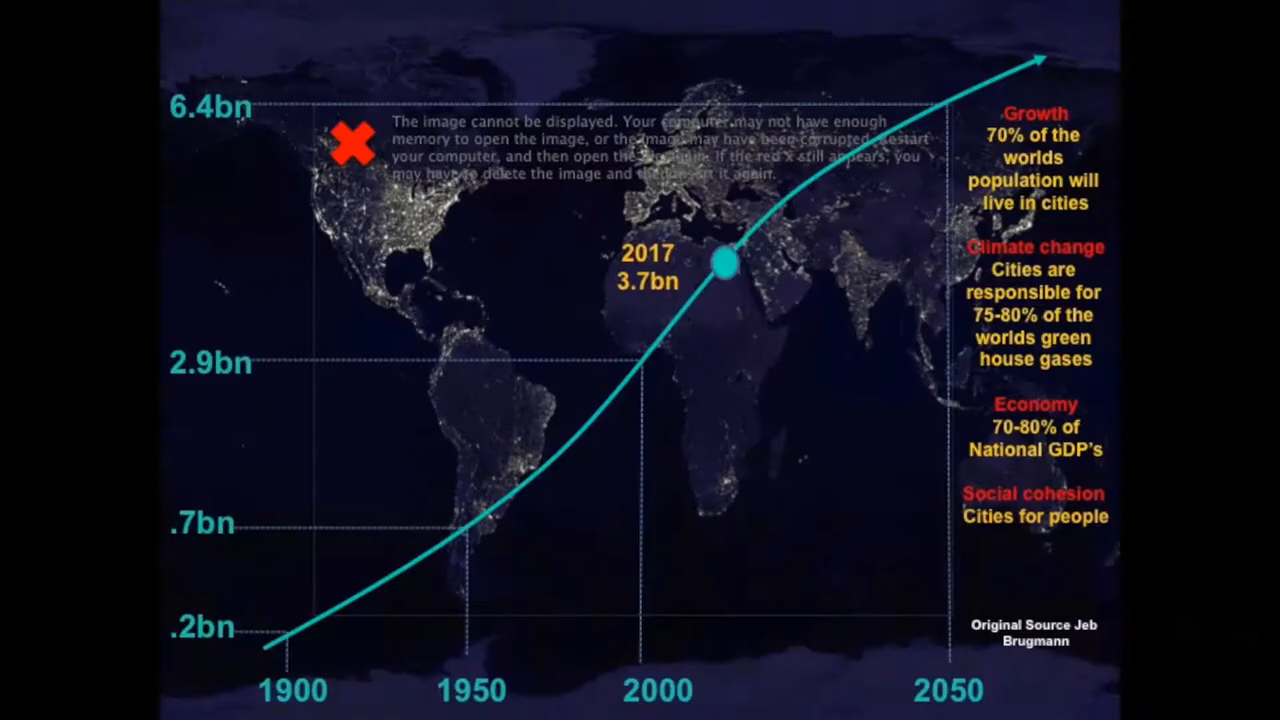 6.4bn
The image cannot be displayed. Your computer may not have enough
memory to open the image, or the image may have been corrupted. Restart
your computer, and then open the file again. If the red x still appears, you
may have to delete the image and then insert it again.
Growth
70% of the
worlds
population will
live in cities
Climate change
Cities are
responsible for
75-80% of the
worlds green
house gases
Economy
70-80% of
National GDP's
Social cohesion
Cities for people
2017
3.7bn
2.9bn
.7bn
.2bn
Original Source Jeb
Brugmann
1900
1950
2000
2050